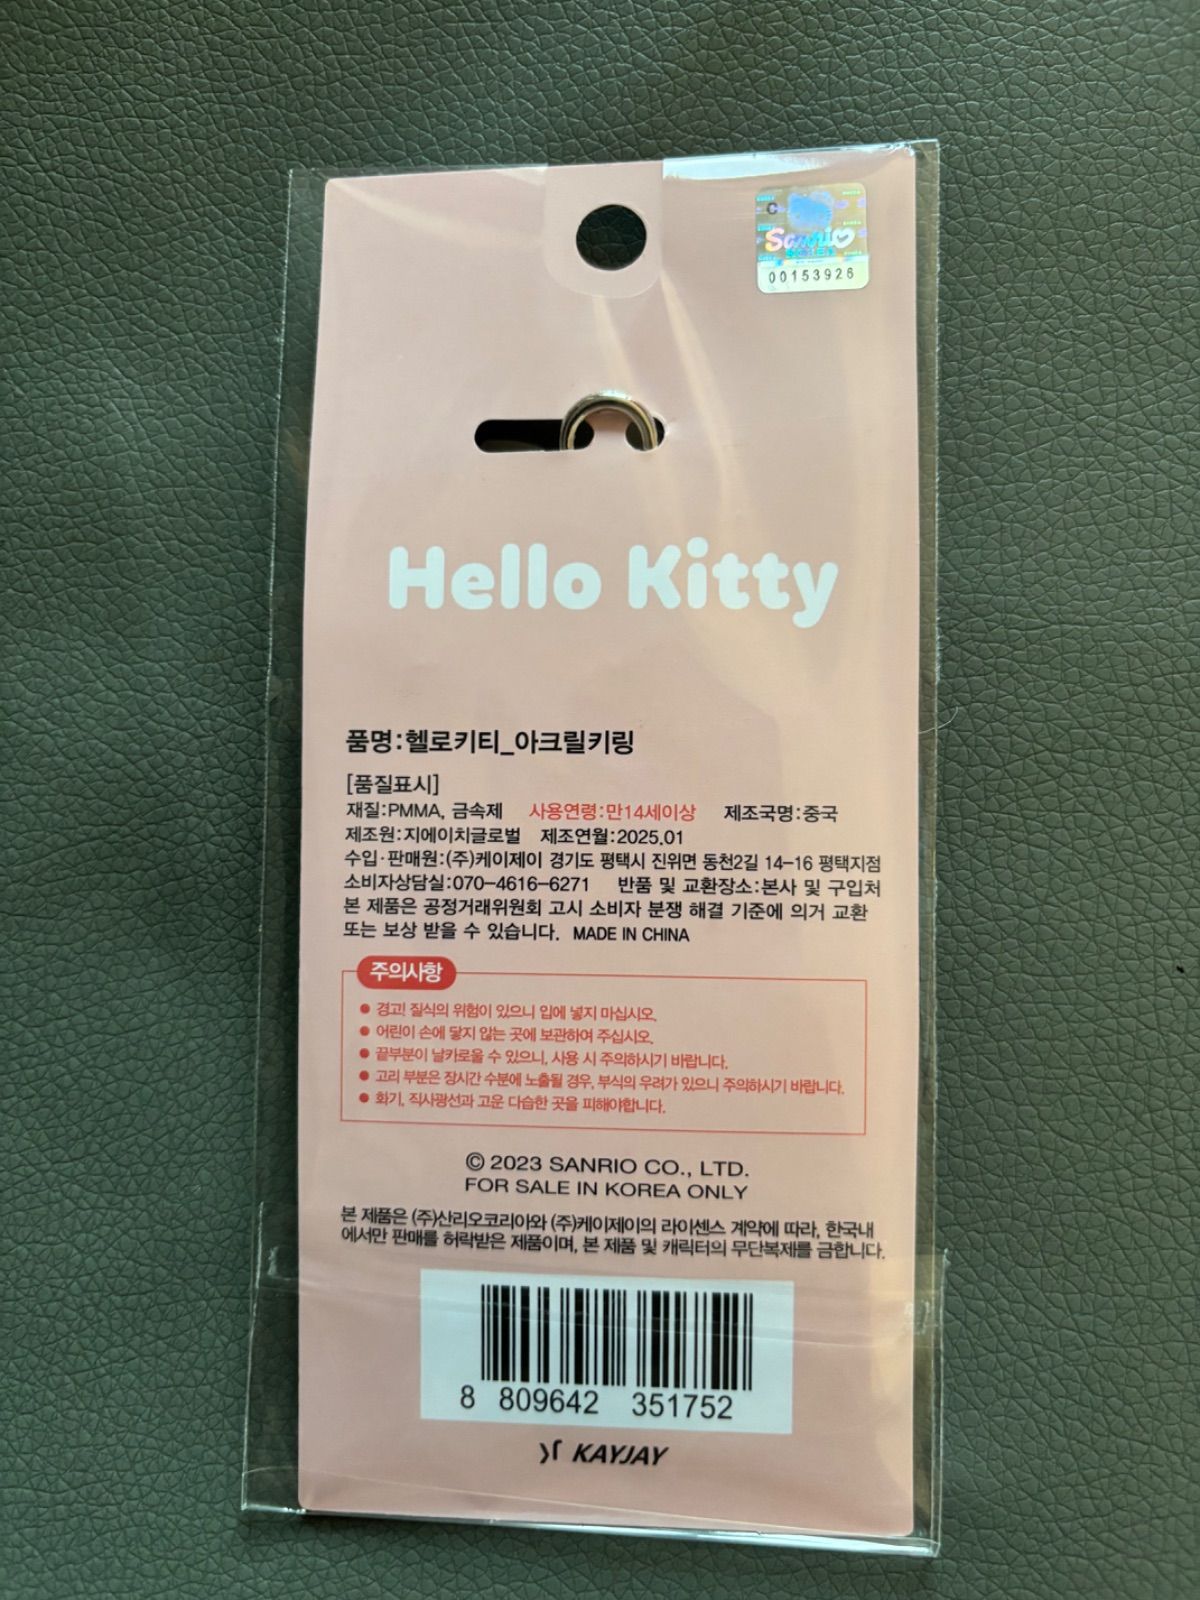 Sanrio
00153926
Hello Kitty
품명:헬로키티_아크릴키링
[품질표시]
재질:PMMA, 금속제 사용연령:만14세이상 제조국명:중국
제조원:지에이치글로벌 제조연월:2025.01
수입·판매원:(주)케이제이 경기도 평택시 진위면 동천2길 14-16 평택지점
소비자상담실:070-4616-6271 반품 및 교환장소:본사 및 구입처
본 제품은 공정거래위원회 고시 소비자 분쟁 해결 기준에 의거 교환
또는 보상 받을 수 있습니다. MADE IN CHINA
주의사항
● 경고! 질식의 위험이 있으니 입에 넣지 마십시오.
● 어린이 손에 닿지 않는 곳에 보관하여 주십시오.
● 끝부분이 날카로울 수 있으니, 사용 시 주의하시기 바랍니다.
● 고리 부분은 장시간 수분에 노출될 경우, 부식의 우려가 있으니 주의하시기 바랍니다.
● 화기, 직사광선과 고운 다습한 곳을 피해야합니다.
© 2023 SANRIO CO., LTD.
FOR SALE IN KOREA ONLY
본 제품은 (주)산리오코리아와 (주)케이제이의 라이센스 계약에 따라, 한국내
에서만 판매를 허락받은 제품이며, 본 제품 및 캐릭터의 무단복제를 금합니다.
8 809642 351752
KAYJAY